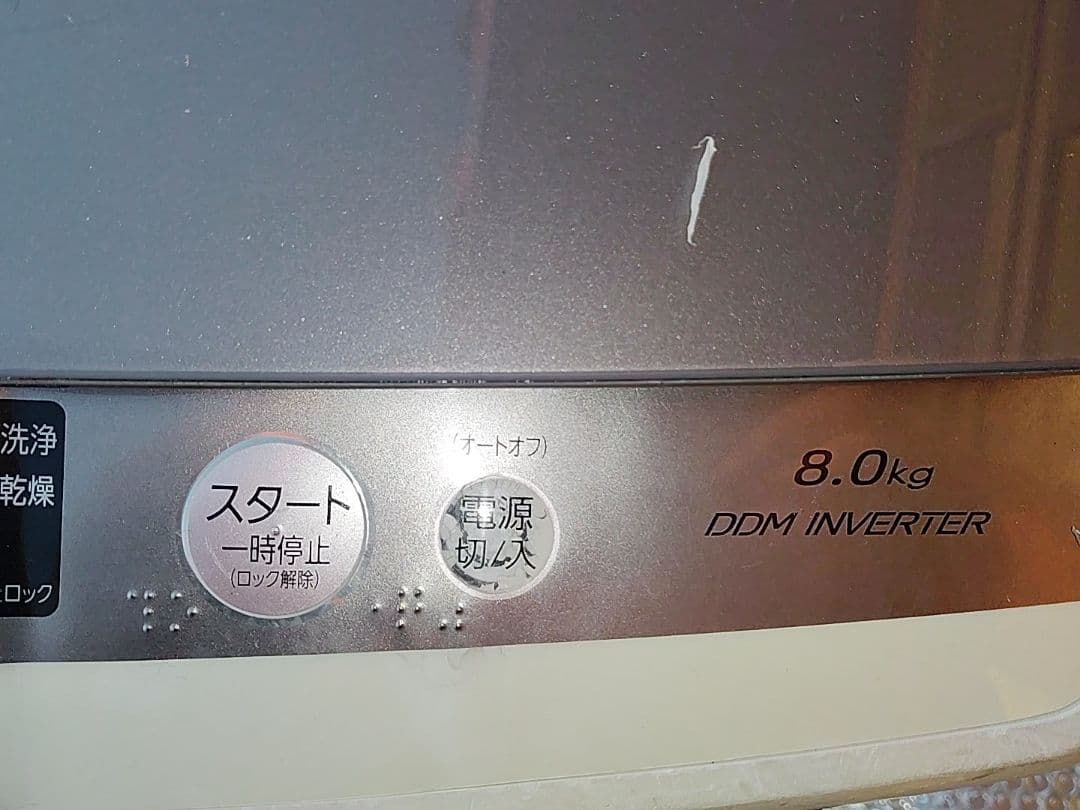 洗浄
乾燥
ロック
スタート
一時停止
(ロック解除)
(オートオフ)
電源
切/入
8.0kg
DDM INVERTER